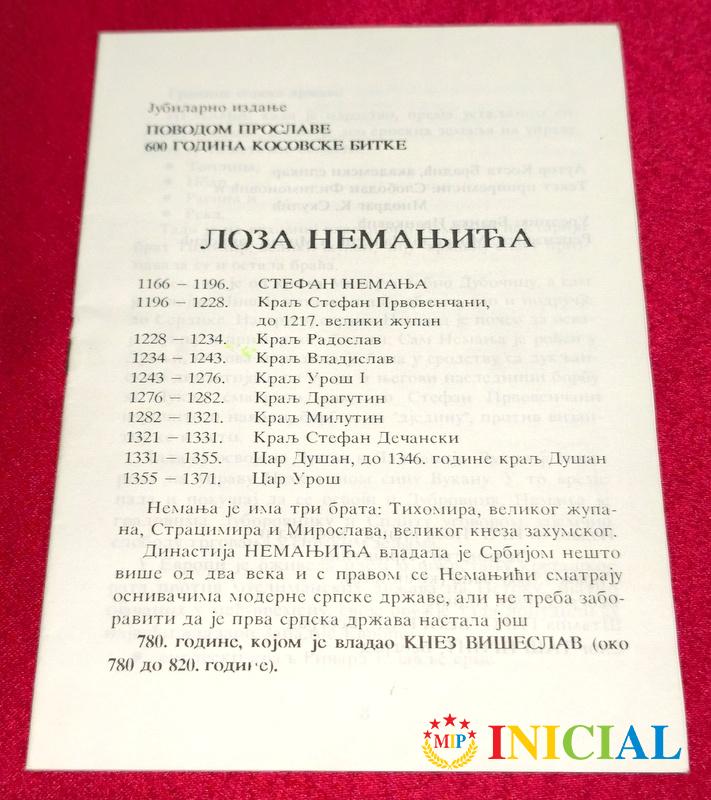 Јубиларно издање
ПОВОДОМ ПРОСЛАВЕ
600 ГОДИНА КОСОВСКЕ БИТКЕ
ЛОЗА НЕМАЊИЋА
1166 – 1196. СТЕФАН НЕМАЊА
1196 – 1228. Краљ Стефан Првовенчани,
до 1217. велики жупан
1228 – 1234. Краљ Радослав
1234 – 1243. Краљ Владислав
1243 – 1276. Краљ Урош I
1276 – 1282. Краљ Драгутин
1282 – 1321. Краљ Милутин
1321 – 1331. Краљ Стефан Дечански
1331 – 1355. Цар Душан, до 1346. године краљ Душан
1355 – 1371. Цар Урош
Немања је има три брата: Тихомира, великог жупа-
на, Страцимира и Мирослава, великог кнеза захумског.
Династија НЕМАЊИЋА владала је Србијом нешто
више од два века и с правом се Немањићи сматрају
оснивачима модерне српске државе, али не треба забо-
равити да је прва српска држава настала још
780. године, којом је владао КНЕЗ ВИШЕСЛАВ (око
780 до 820. године).
MIP INICIAL